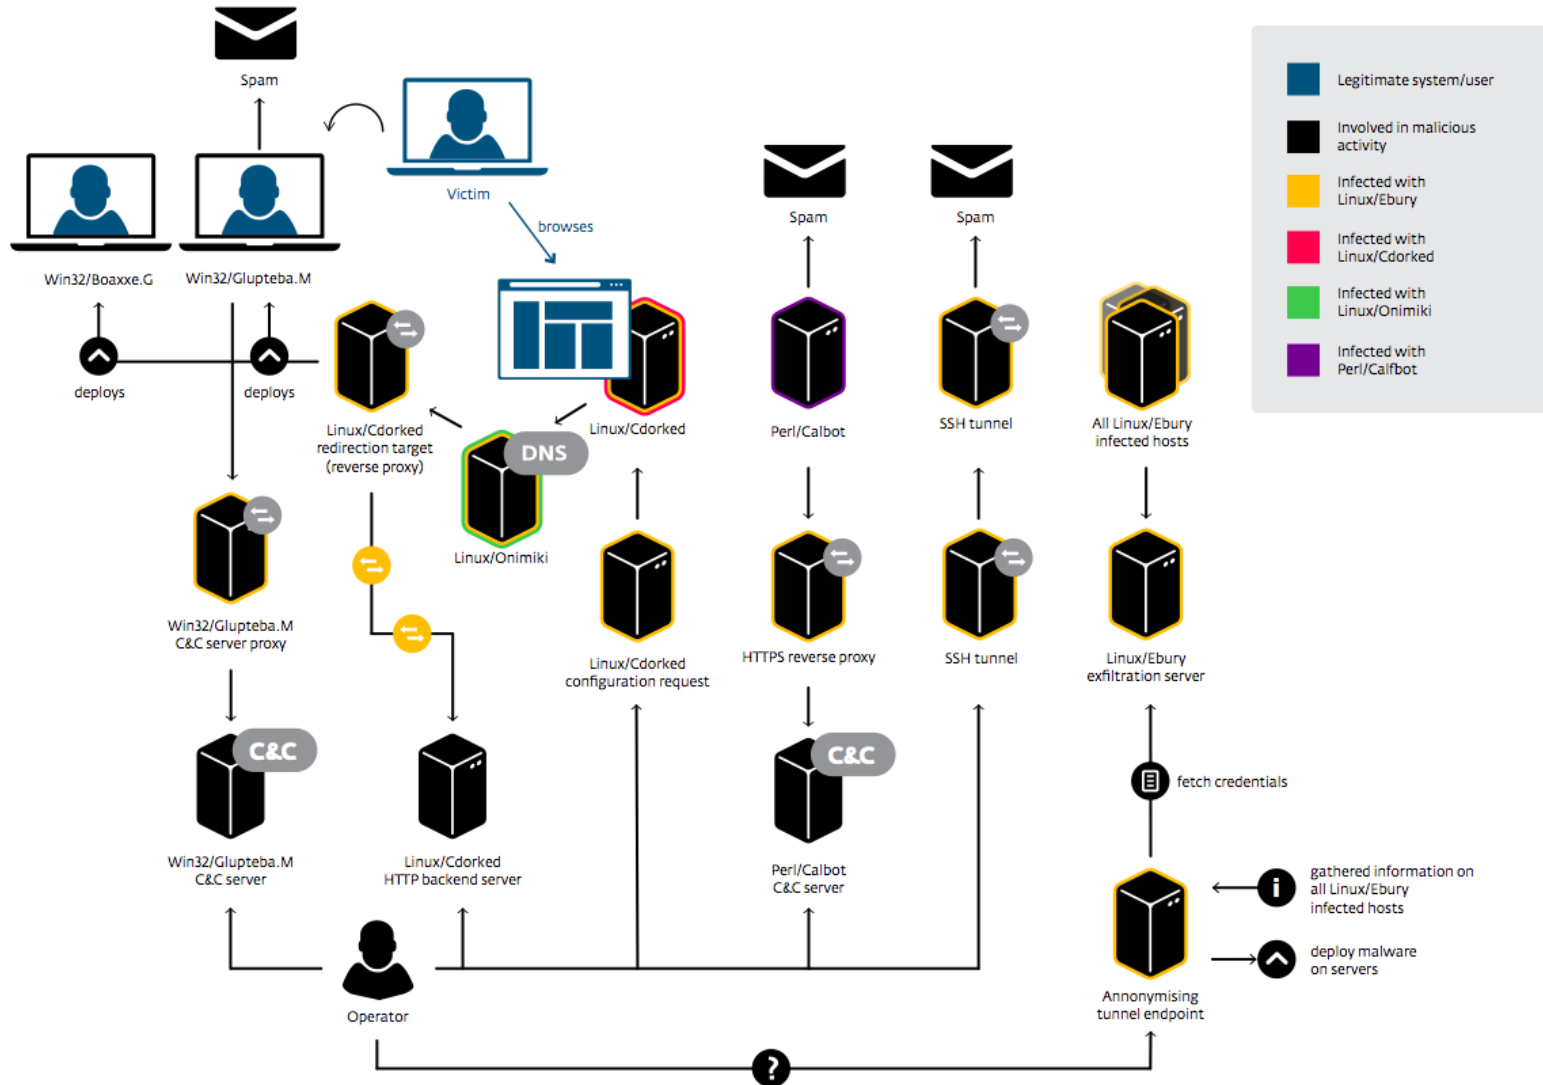 Spam
Victim
browses
Win32/Boaxxe.G
Win32/Glupteba.M
deploys
deploys
Linux/Cdorked
redirection target
(reverse proxy)
Linux/Cdorked
DNS
Linux/Onimiki
Spam
Spam
Perl/Calbot
SSH tunnel
All Linux/Ebury
infected hosts
Win32/Glupteba.M
C&C server proxy
Linux/Cdorked
configuration request
HTTPS reverse proxy
SSH tunnel
Linux/Ebury
exfiltration server
C&C
Win32/Glupteba.M
C&C server
Linux/Cdorked
HTTP backend server
C&C
Perl/Calbot
C&C server
fetch credentials
i
gathered information on
all Linux/Ebury
infected hosts
deploy malware
on servers
Annonymising
tunnel endpoint
Operator
?
Legitimate system/user
Involved in malicious
activity
Infected with
Linux/Ebury
Infected with
Linux/Cdorked
Infected with
Linux/Onimiki
Infected with
Perl/Calfbot